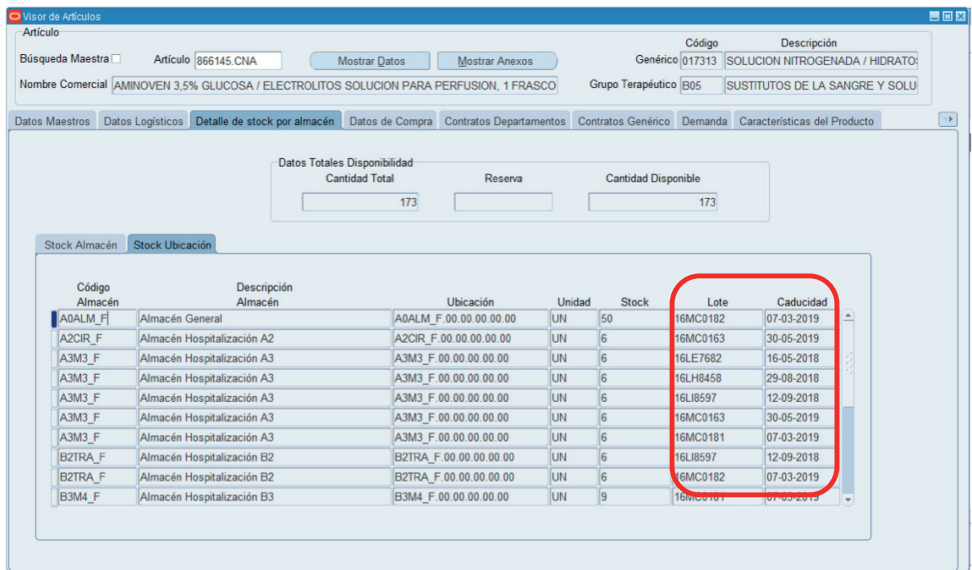 Visor de Artículos
Artículo
Código Descripción
Búsqueda Maestra Artículo 866145.CNA Mostrar Datos Mostrar Anexos Genérico 017313 SOLUCION NITROGENADA / HIDRATO
Nombre Comercial AMINOVEN 3,5% GLUCOSA / ELECTROLITOS SOLUCION PARA PERFUSION, 1 FRASCO Grupo Terapéutico B05 SUSTITUTOS DE LA SANGRE Y SOLU
Datos Maestros Datos Logísticos Detalle de stock por almacén Datos de Compra Contratos Departamentos Contratos Genérico Demanda Características del Producto
Datos Totales Disponibilidad
Cantidad Total Reserva Cantidad Disponible
173 173
Stock Almacén Stock Ubicación
Código Descripción
Almacén Almacén Ubicación Unidad Stock Lote Caducidad
A0ALM_F Almacén General A0ALM_F.00.00.00.00.00 UN 50 16MC0182 07-03-2019
A2CIR_F Almacén Hospitalización A2 A2CIR_F.00.00.00.00.00 UN 6 16MC0163 30-05-2019
A3M3_F Almacén Hospitalización A3 A3M3_F.00.00.00.00.00 UN 6 16LE7682 16-05-2018
A3M3_F Almacén Hospitalización A3 A3M3_F.00.00.00.00.00 UN 6 16LH8458 29-08-2018
A3M3_F Almacén Hospitalización A3 A3M3_F.00.00.00.00.00 UN 6 16LI8597 12-09-2018
A3M3_F Almacén Hospitalización A3 A3M3_F.00.00.00.00.00 UN 6 16MC0163 30-05-2019
A3M3_F Almacén Hospitalización A3 A3M3_F.00.00.00.00.00 UN 6 16MC0181 07-03-2019
B2TRA_F Almacén Hospitalización B2 B2TRA_F.00.00.00.00.00 UN 6 16LI8597 12-09-2018
B2TRA_F Almacén Hospitalización B2 B2TRA_F.00.00.00.00.00 UN 6 16MC0182 07-03-2019
B3M4_F Almacén Hospitalización B3 B3M4_F.00.00.00.00.00 UN 9 16MC0181 07-03-2019